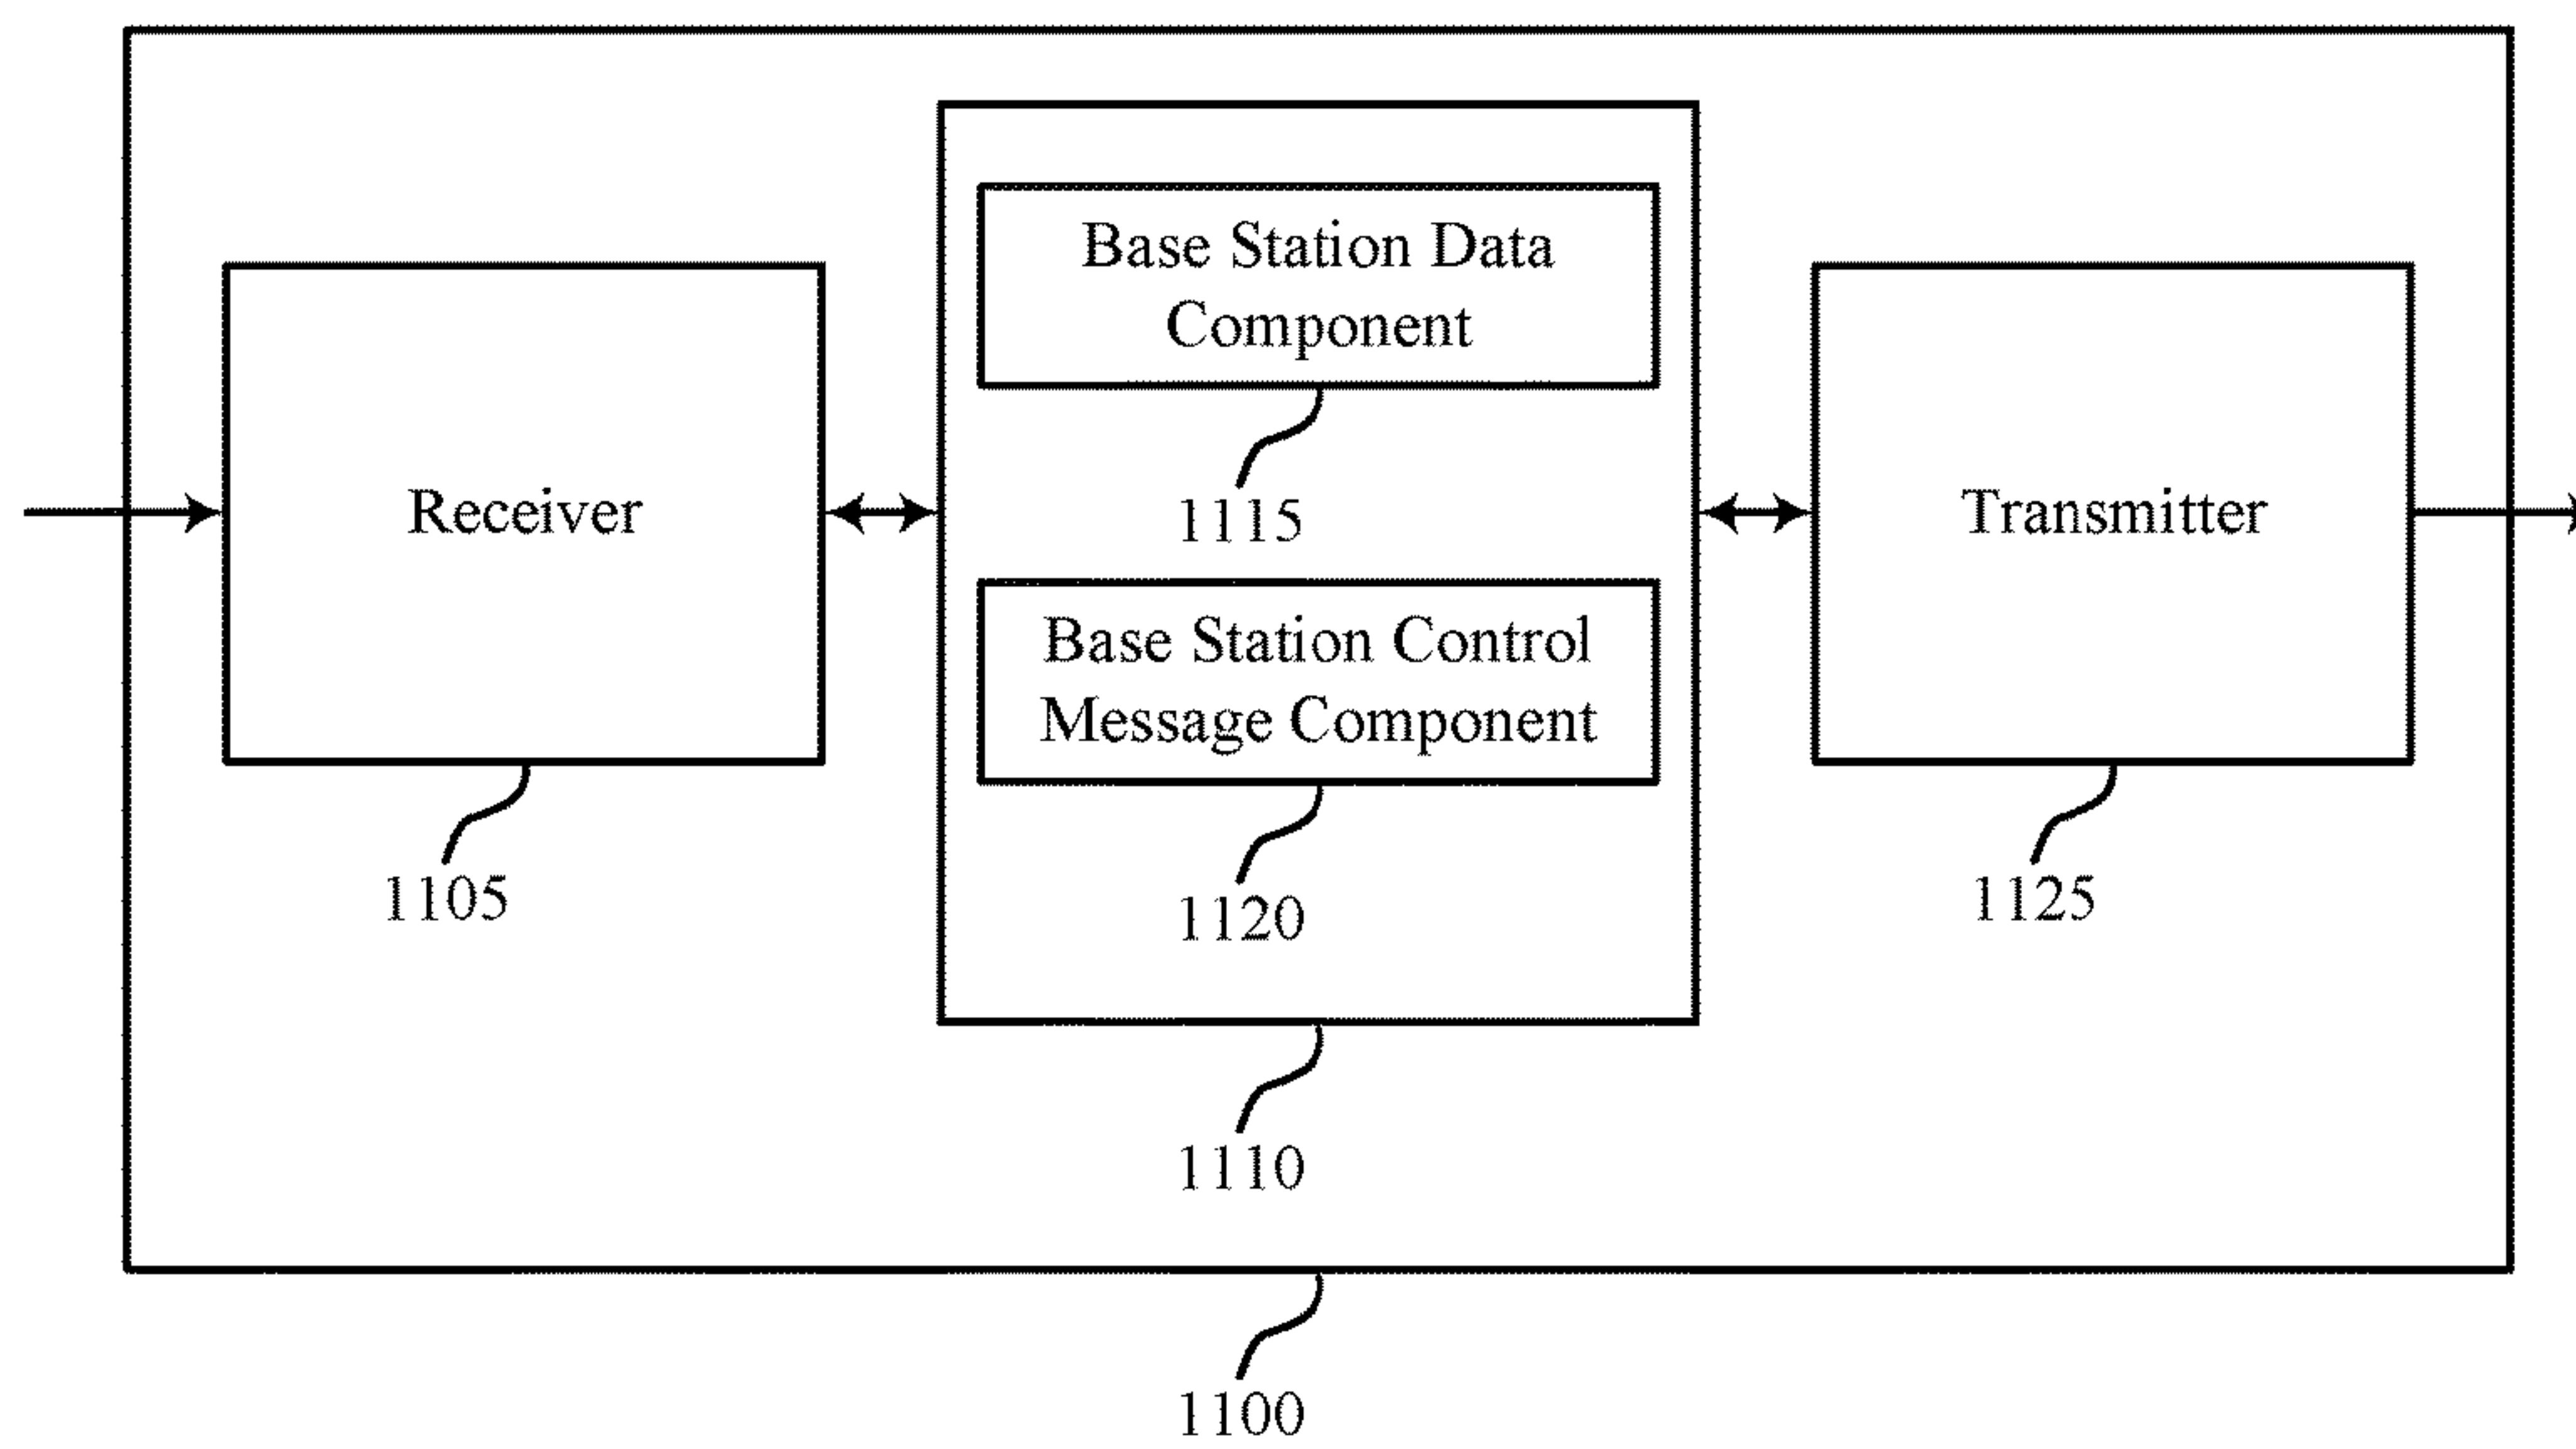 Base Station Data
Component
Receiver
Transmitter
1115
Base Station Control
Message Component
1105
1120
1125
1110
1100